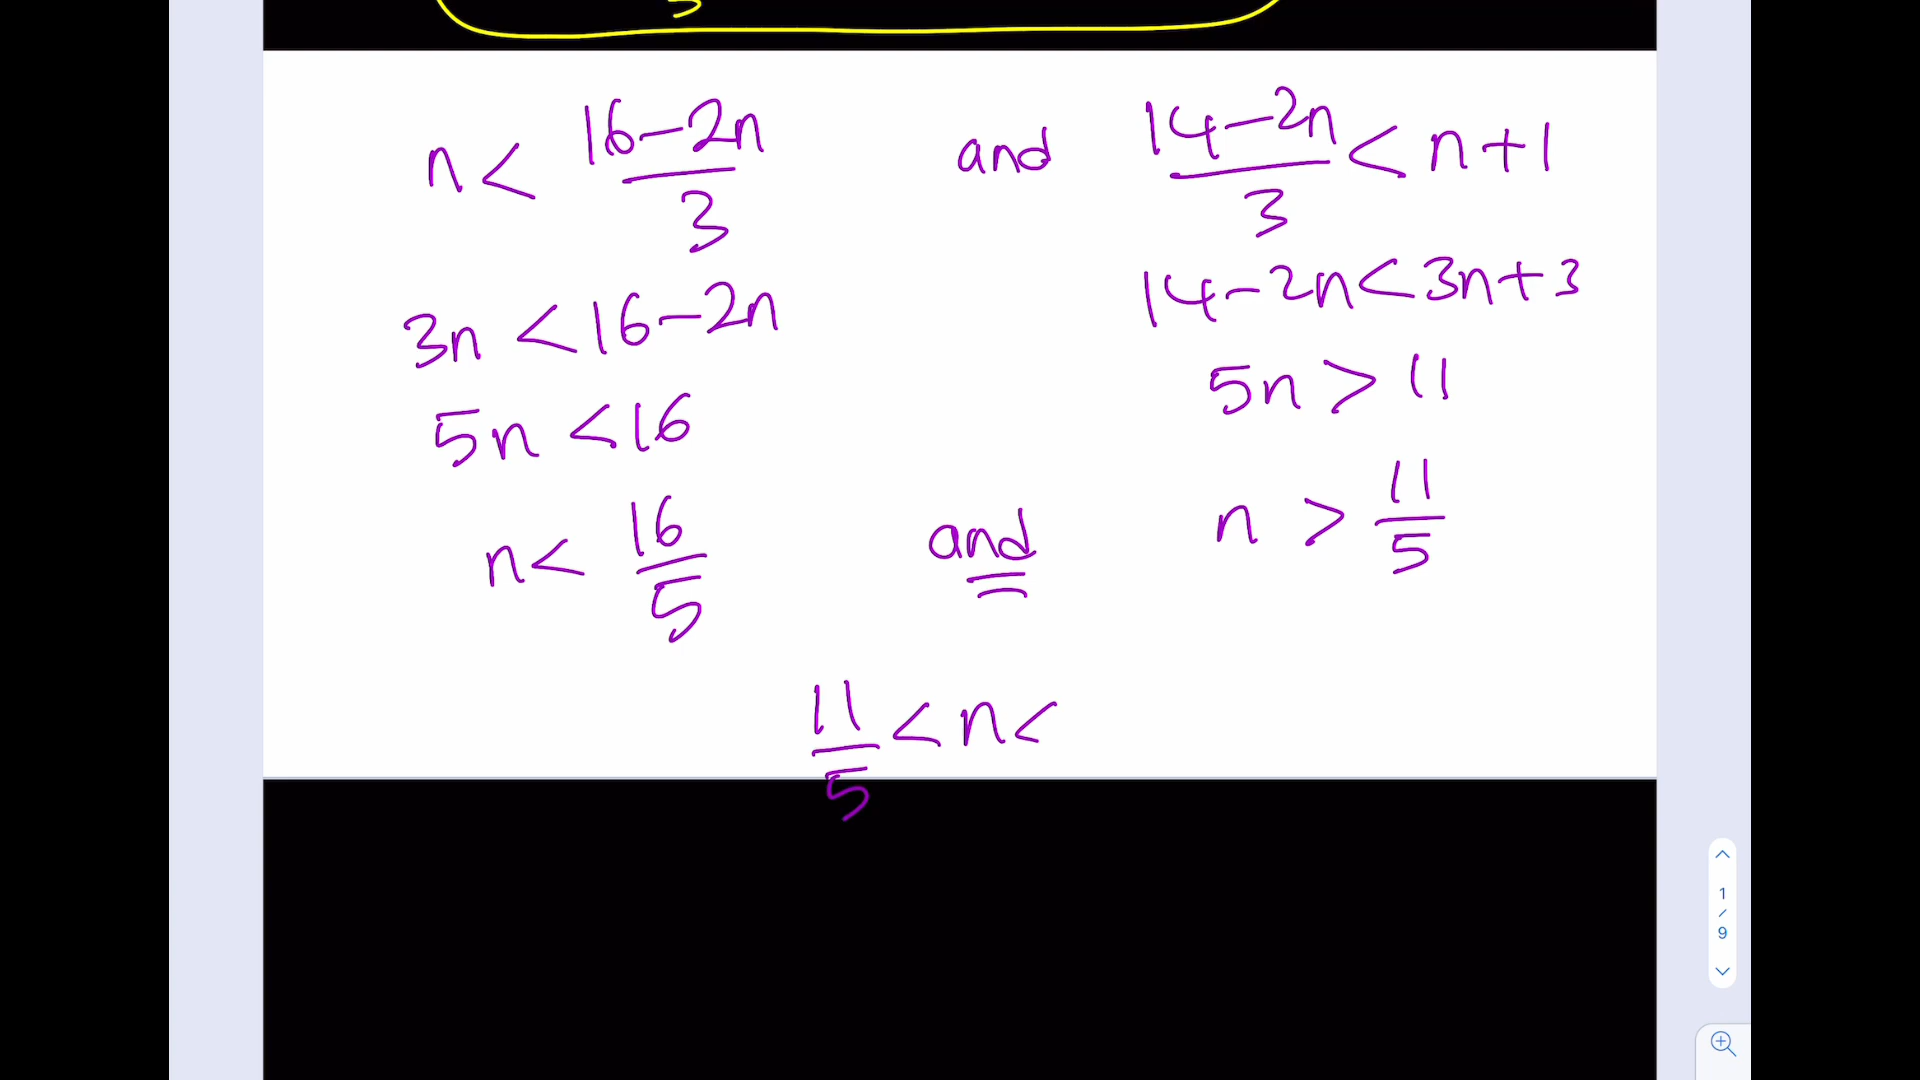 n < 16-2n/3 and 14-2n/3 < n+1
3n < 16-2n 14-2n < 3n+3
5n < 16 5n > 11
n < 16/5 and n > 11/5
11/5 < n <
1
/
9